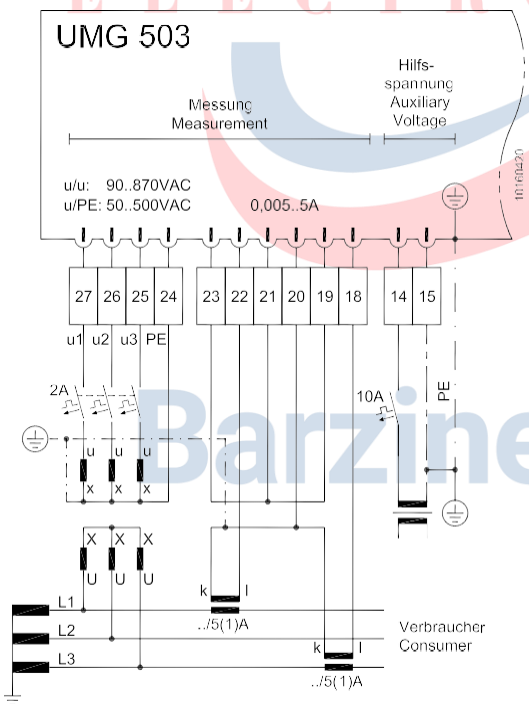 ELECTRO
UMG 503
Hilfs-
spannung
Auxiliary
Voltage
Messung
Measurement
u/u: 90..870VAC
u/PE: 50..500VAC
0,005..5A
10160420
27 26 25 24 23 22 21 20 19 18 14 15
u1 u2 u3 PE
2A
10A
PE
Barzine
u u u
x x x
X X X
U U U
k l
L1
../5(1)A
L2
k l
L3
../5(1)A
Verbraucher
Consumer